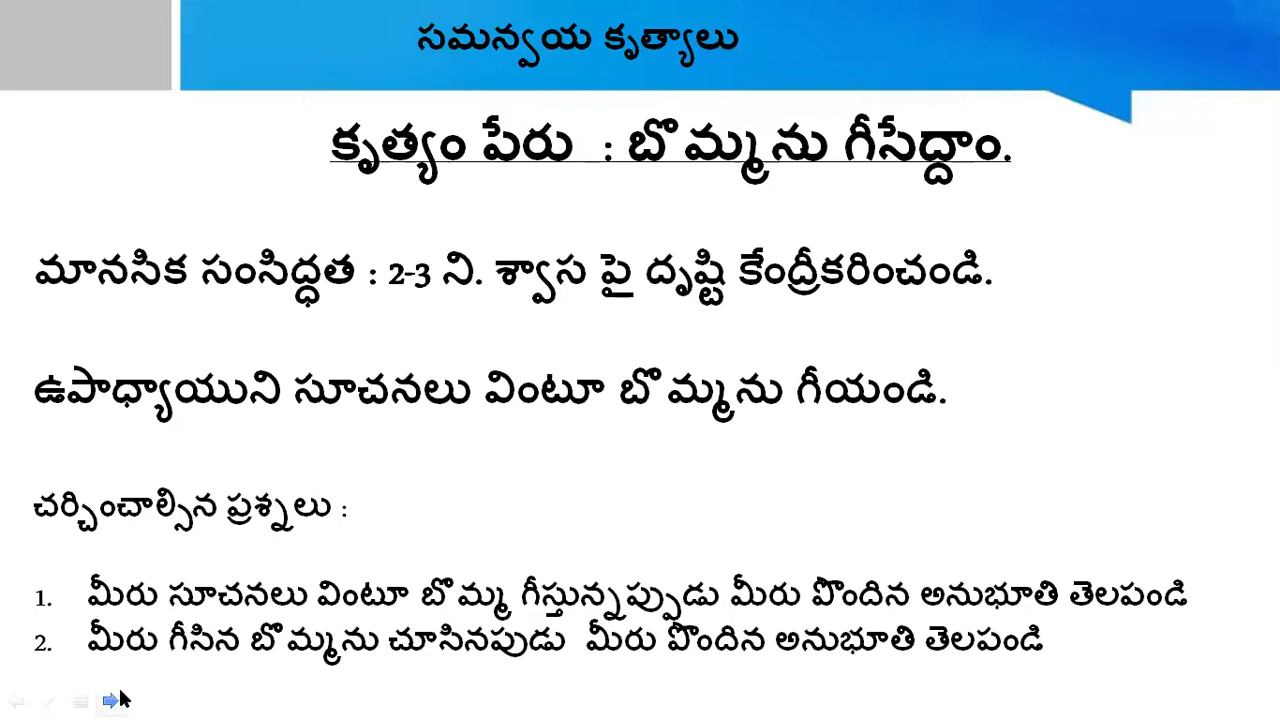 సమన్వయ కృత్యాలు
కృత్యం పేరు : బొమ్మను గీసేద్దాం.
మానసిక సంసిద్ధత : 2-3 ని. శ్వాస పై దృష్టి కేంద్రీకరించండి.
ఉపాధ్యాయుని సూచనలు వింటూ బొమ్మను గీయండి.
చర్చించాల్సిన ప్రశ్నలు :
1. మీరు సూచనలు వింటూ బొమ్మ గీస్తున్నప్పుడు మీరు పొందిన అనుభూతి తెలపండి
2. మీరు గీసిన బొమ్మను చూసినపుడు మీరు పొందిన అనుభూతి తెలపండి